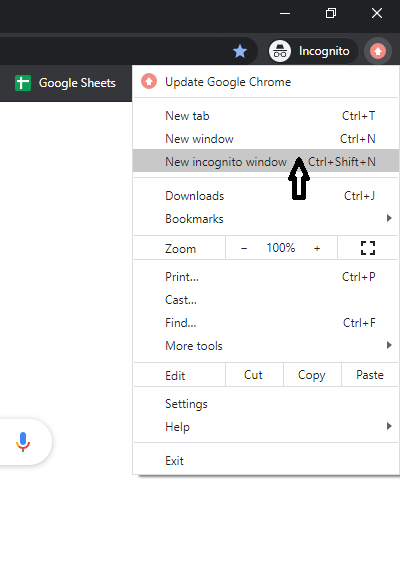 Incognito
Google Sheets
Update Google Chrome
New tab Ctrl+T
New window Ctrl+N
New incognito window Ctrl+Shift+N
Downloads Ctrl+J
Bookmarks
Zoom − 100% +
Print... Ctrl+P
Cast...
Find... Ctrl+F
More tools
Edit Cut Copy Paste
Settings
Help
Exit